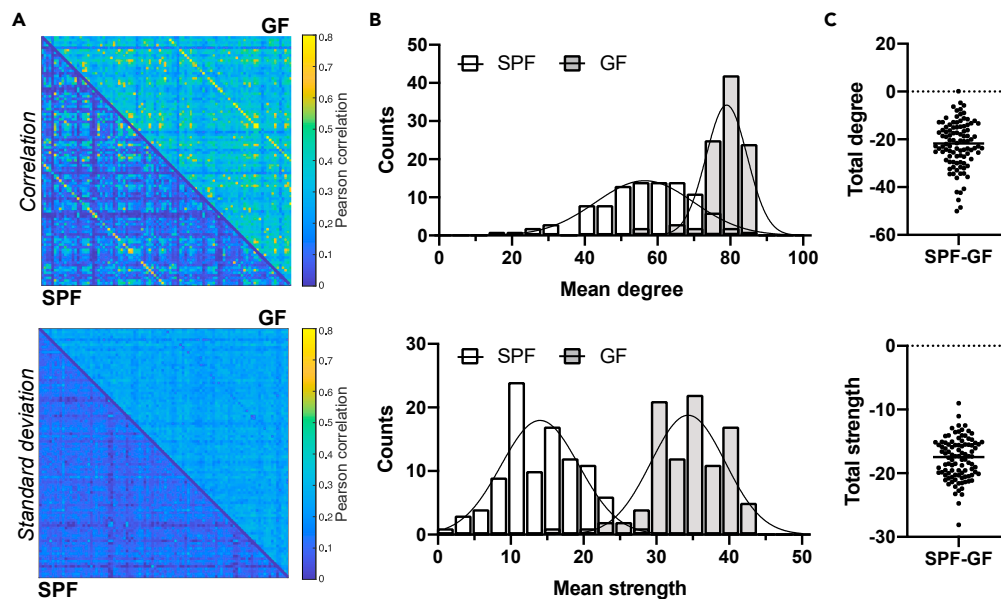 A
GF
Correlation
SPF
0.8
0.7
0.6
0.5
0.4
0.3
0.2
0.1
0
Pearson correlation
GF
Standard deviation
SPF
0.8
0.7
0.6
0.5
0.4
0.3
0.2
0.1
0
Pearson correlation
B
SPF GF
Counts
50
40
30
20
10
0
0 20 40 60 80 100
Mean degree
SPF GF
Counts
30
20
10
0
0 10 20 30 40 50
Mean strength
C
Total degree
20
0
-20
-40
-60
SPF-GF
Total strength
0
-10
-20
-30
SPF-GF